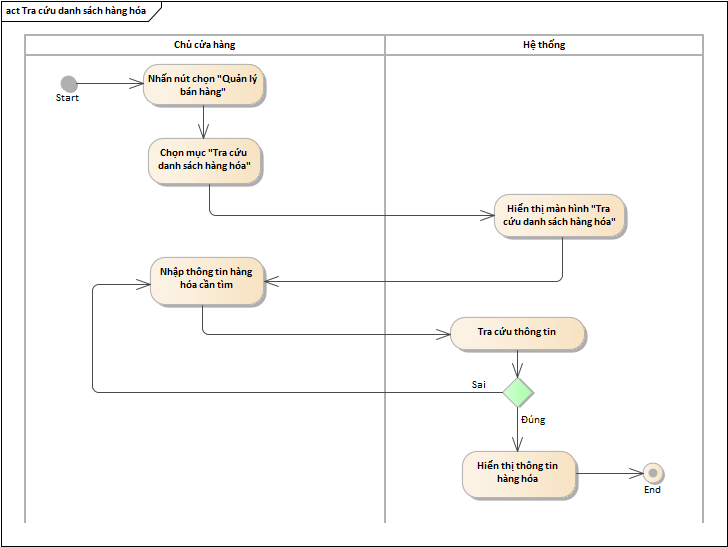 act Tra cứu danh sách hàng hóa
Chủ cửa hàng
Hệ thống
Start
Nhấn nút chọn "Quản lý
bán hàng"
Chọn mục "Tra cứu
danh sách hàng hóa"
Hiển thị màn hình "Tra
cứu danh sách hàng hóa"
Nhập thông tin hàng
hóa cần tìm
Tra cứu thông tin
Sai
Đúng
Hiển thị thông tin
hàng hóa
End